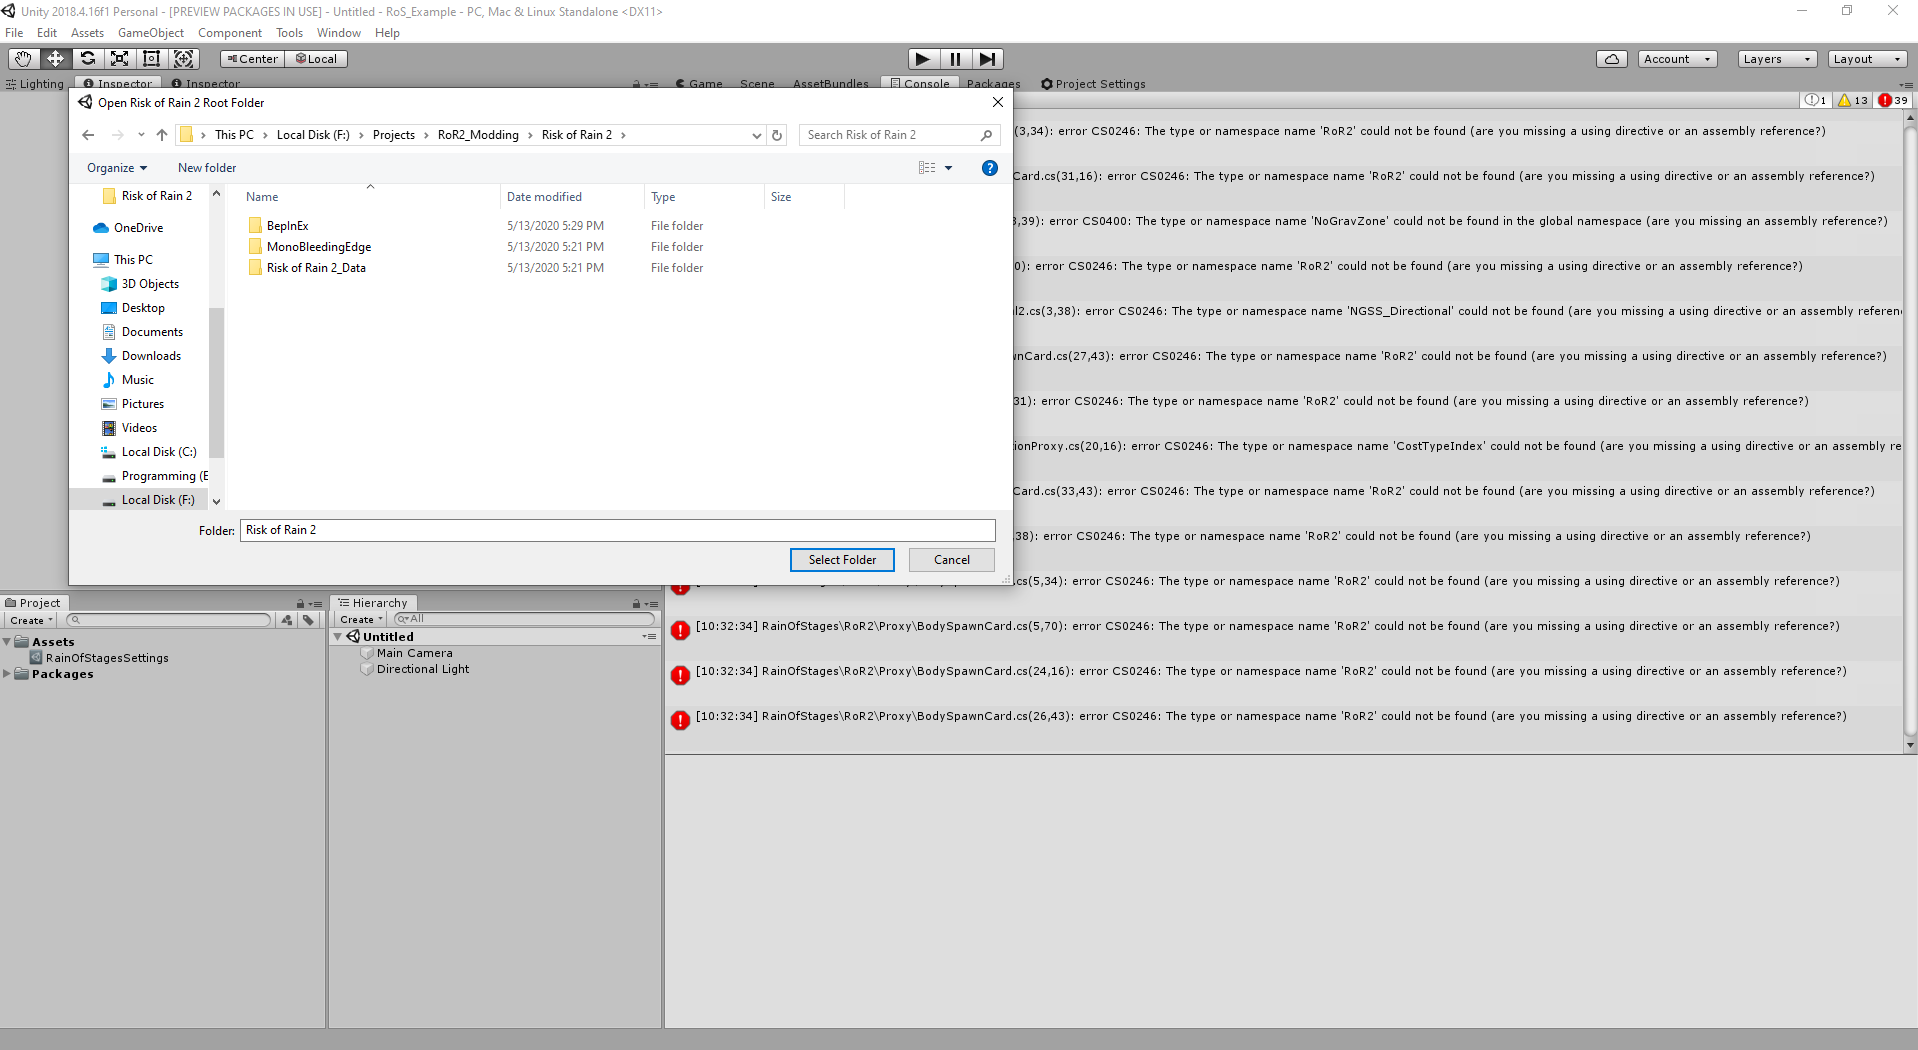 Unity 2018.4.16f1 Personal - [PREVIEW PACKAGES IN USE] - Untitled - RoS_Example - PC, Mac & Linux Standalone <DX11>
File Edit Assets GameObject Component Tools Window Help
Center Local Account Layers Layout
Lighting Inspector Inspector Game Scene AssetBundles Console Packages Project Settings
1 13 39
Open Risk of Rain 2 Root Folder
This PC Local Disk (F:) Projects RoR2_Modding Risk of Rain 2
Search Risk of Rain 2
Organize New folder
Risk of Rain 2
OneDrive
This PC
3D Objects
Desktop
Documents
Downloads
Music
Pictures
Videos
Local Disk (C:)
Programming (E
Local Disk (F:)
Name Date modified Type Size
BepInEx 5/13/2020 5:29 PM File folder
MonoBleedingEdge 5/13/2020 5:21 PM File folder
Risk of Rain 2_Data 5/13/2020 5:21 PM File folder
Folder: Risk of Rain 2
Select Folder Cancel
(3,34): error CS0246: The type or namespace name 'RoR2' could not be found (are you missing a using directive or an assembly reference?)
Card.cs(31,16): error CS0246: The type or namespace name 'RoR2' could not be found (are you missing a using directive or an assembly reference?)
,39): error CS0400: The type or namespace name 'NoGravZone' could not be found in the global namespace (are you missing an assembly reference?)
0): error CS0246: The type or namespace name 'RoR2' could not be found (are you missing a using directive or an assembly reference?)
l2.cs(3,38): error CS0246: The type or namespace name 'NGSS_Directional' could not be found (are you missing a using directive or an assembly referen
nCard.cs(27,43): error CS0246: The type or namespace name 'RoR2' could not be found (are you missing a using directive or an assembly reference?)
31): error CS0246: The type or namespace name 'RoR2' could not be found (are you missing a using directive or an assembly reference?)
ionProxy.cs(20,16): error CS0246: The type or namespace name 'CostTypeIndex' could not be found (are you missing a using directive or an assembly re
Card.cs(33,43): error CS0246: The type or namespace name 'RoR2' could not be found (are you missing a using directive or an assembly reference?)
38): error CS0246: The type or namespace name 'RoR2' could not be found (are you missing a using directive or an assembly reference?)
(5,34): error CS0246: The type or namespace name 'RoR2' could not be found (are you missing a using directive or an assembly reference?)
[10:32:34] RainOfStages\RoR2\Proxy\BodySpawnCard.cs(5,70): error CS0246: The type or namespace name 'RoR2' could not be found (are you missing a using directive or an assembly reference?)
[10:32:34] RainOfStages\RoR2\Proxy\BodySpawnCard.cs(24,16): error CS0246: The type or namespace name 'RoR2' could not be found (are you missing a using directive or an assembly reference?)
[10:32:34] RainOfStages\RoR2\Proxy\BodySpawnCard.cs(26,43): error CS0246: The type or namespace name 'RoR2' could not be found (are you missing a using directive or an assembly reference?)
Project
Create
Assets
RainOfStagesSettings
Packages
Hierarchy
Create All
Untitled
Main Camera
Directional Light